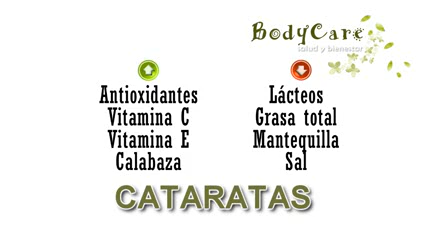 BodyCare
salud y bienestar
Antioxidantes
Vitamina C
Vitamina E
Calabaza
Lácteos
Grasa total
Mantequilla
Sal
CATARATAS